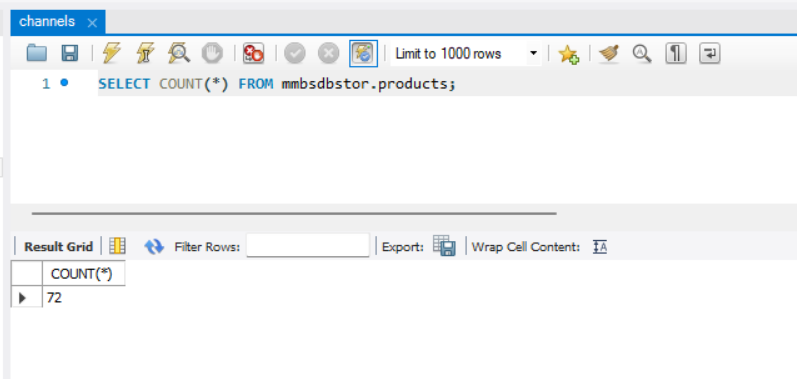 channels
Limit to 1000 rows
1 SELECT COUNT(*) FROM mmbsdbstor.products;
Result Grid Filter Rows: Export: Wrap Cell Content:
COUNT(*)
72